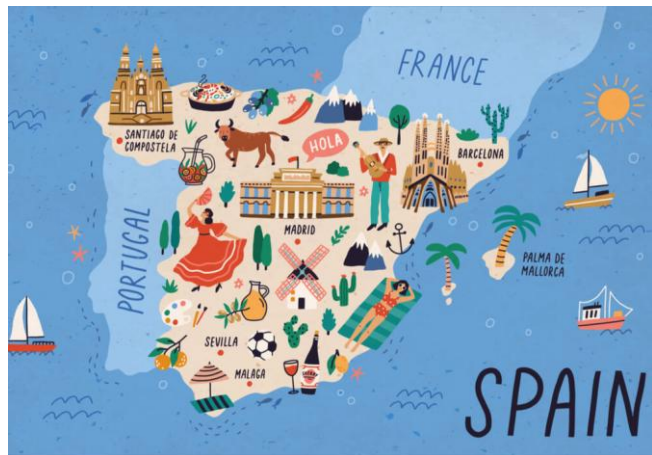 FRANCE
SANTIAGO DE
COMPOSTELA
HOLA
BARCELONA
PORTUGAL
MADRID
PALMA DE
MALLORCA
SEVILLA
MALAGA
SPAIN